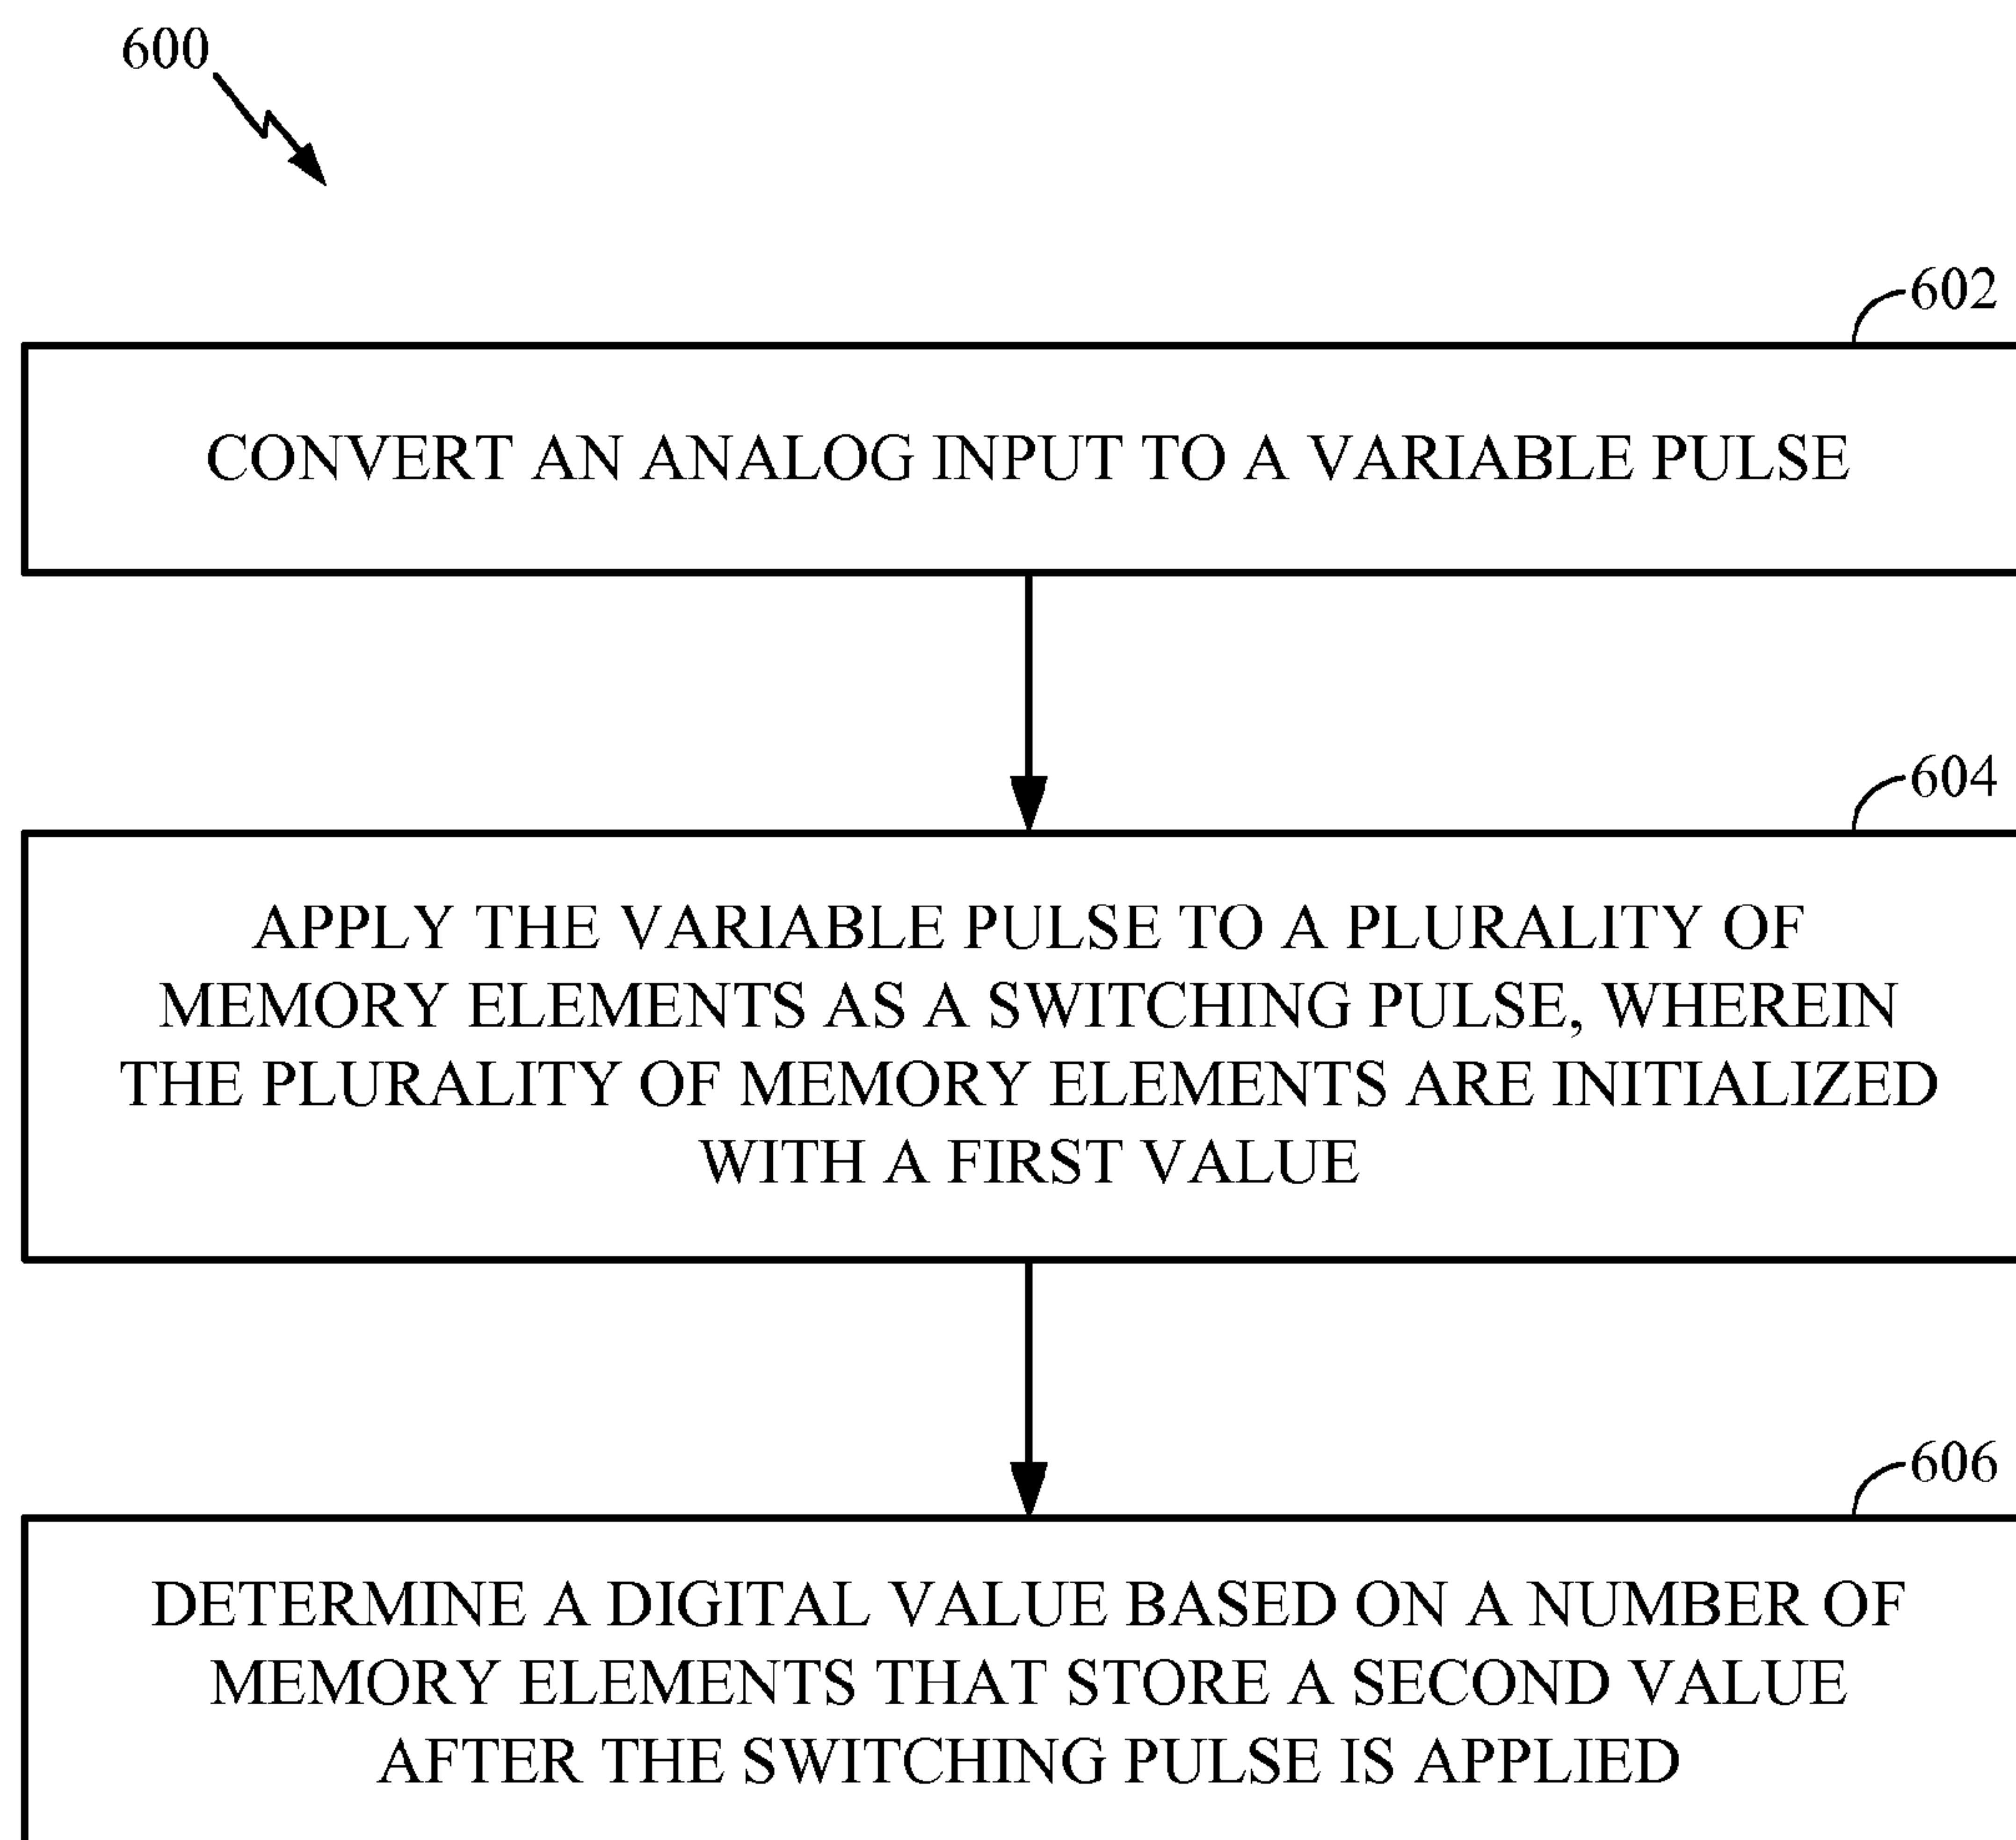 600
602
CONVERT AN ANALOG INPUT TO A VARIABLE PULSE
604
APPLY THE VARIABLE PULSE TO A PLURALITY OF
MEMORY ELEMENTS AS A SWITCHING PULSE, WHEREIN
THE PLURALITY OF MEMORY ELEMENTS ARE INITIALIZED
WITH A FIRST VALUE
606
DETERMINE A DIGITAL VALUE BASED ON A NUMBER OF
MEMORY ELEMENTS THAT STORE A SECOND VALUE
AFTER THE SWITCHING PULSE IS APPLIED